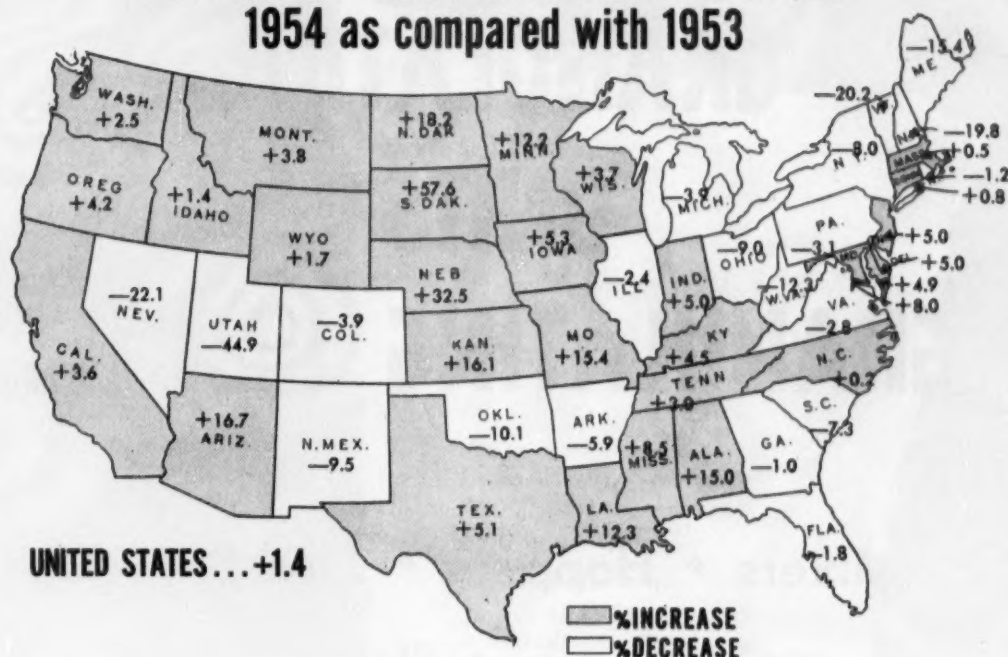 1954 as compared with 1953
WASH.
+2.5
OREG
+4.2
CAL.
+3.6
+1.4
IDAHO
—22.1
NEV.
MONT.
+3.8
WYO
+1.7
UTAH
—44.9
+16.7
ARIZ.
—3.9
COL.
N.MEX.
—9.5
+18.2
N. DAK
+57.6
S. DAK.
NEB
+32.5
KAN.
+16.1
OKL.
—10.1
TEX.
+5.1
+12.2
MINN
+5.3
IOWA
MO
+15.4
ARK.
—5.9
LA.
+12.3
+3.7
WIS.
—2.4
ILL
—3.9
MICH.
IND.
+5.0
—9.0
OHIO
KY
+4.5
TENN
+3.0
+8.5
MISS.
ALA.
+15.0
GA.
—1.0
FLA.
—1.8
S.C.
—7.3
N.C.
+0.2
VA.
—2.8
—12.3
W.VA.
PA.
—3.1
—8.0
N Y.
—15.4
ME
—20.2
V
N.H
—19.8
MASS
+0.5
—1.2
+0.8
N.J.
+5.0
DEL
+5.0
MD
+4.9
+8.0
UNITED STATES...+1.4
%INCREASE
%DECREASE